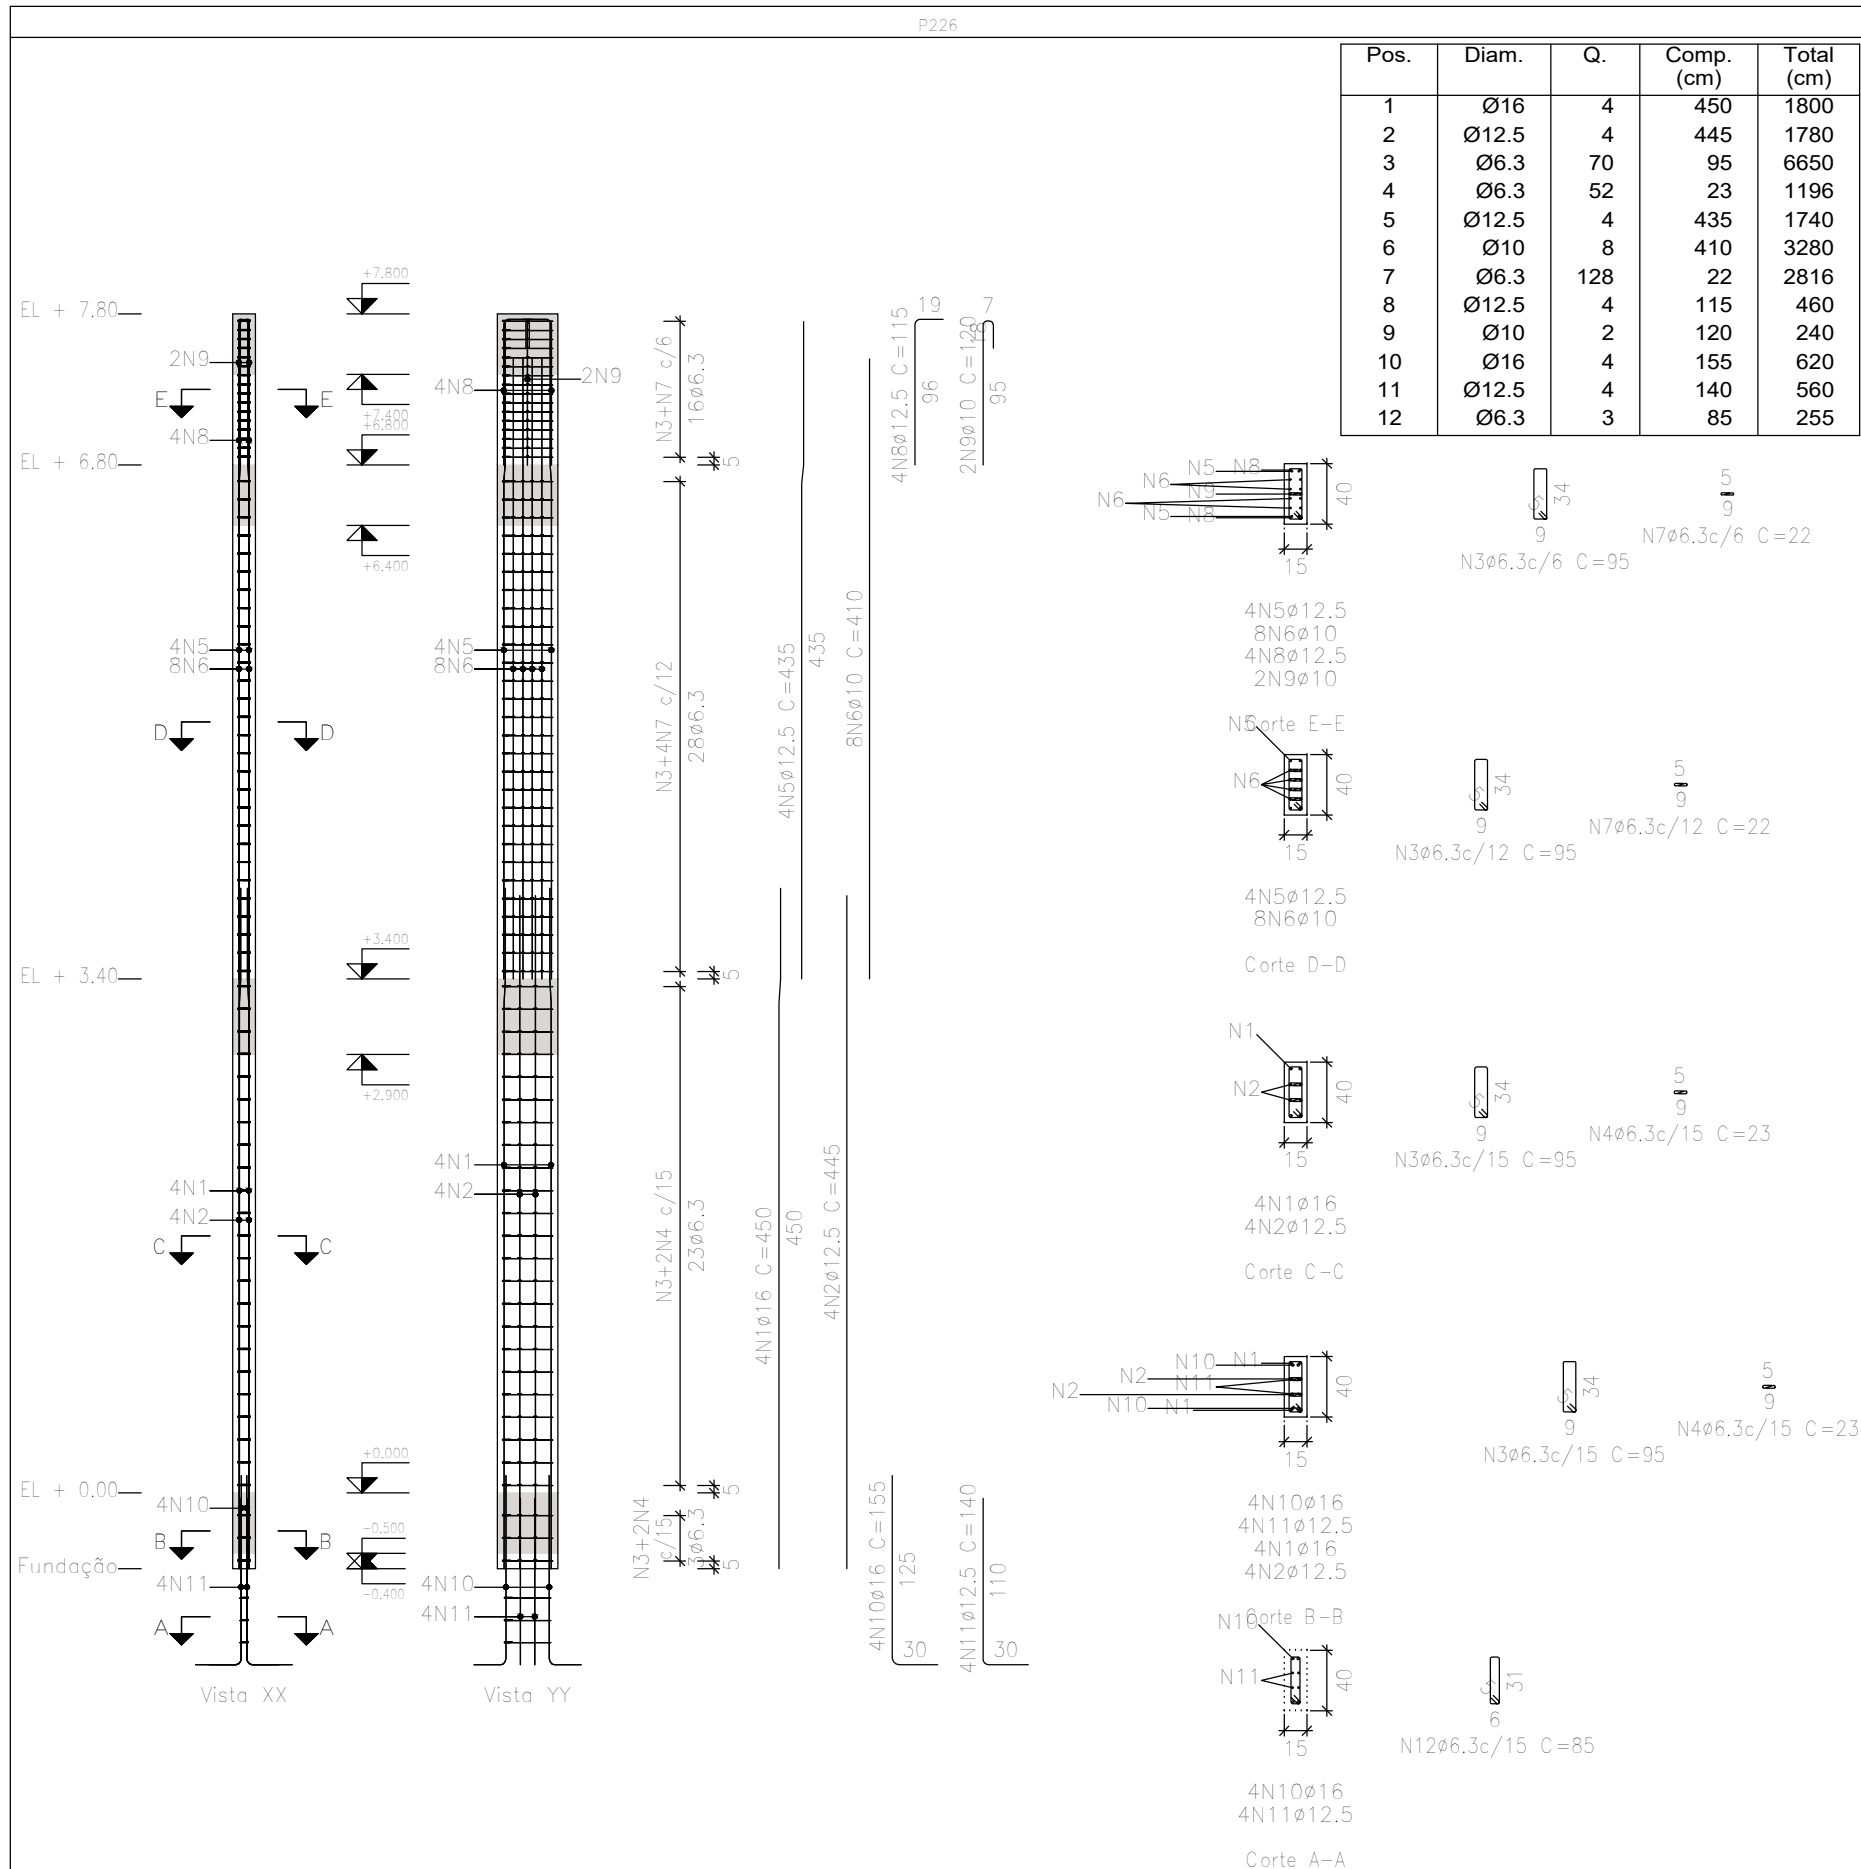 P226
Pos. Diam. Q. Comp. (cm) Total (cm)
1 Ø16 4 450 1800
2 Ø12.5 4 445 1780
3 Ø6.3 70 95 6650
4 Ø6.3 52 23 1196
5 Ø12.5 4 435 1740
6 Ø10 8 410 3280
7 Ø6.3 128 22 2816
8 Ø12.5 4 115 460
9 Ø10 2 120 240
10 Ø16 4 155 620
11 Ø12.5 4 140 560
12 Ø6.3 3 85 255
EL + 7.80
2N9
E E
4N8
EL + 6.80
4N5
8N6
D D
EL + 3.40
4N1
4N2
C C
EL + 0.00
4N10
B B
Fundação
4N11
A A
Vista XX
+7.800
+7.400
+6.800
+6.400
+3.400
+2.900
+0.000
-0.500
-0.400
4N8
2N9
4N5
8N6
4N1
4N2
4N10
4N11
Vista YY
N3+N7 c/6
16ø6.3
5
N3+4N7 c/12
28ø6.3
5
N3+2N4 c/15
23ø6.3
5
N3+2N4
c/15
3ø6.3
5
4N5ø12.5 C=435
435
8N6ø10 C=410
4N1ø16 C=450
450
4N2ø12.5 C=445
4N8ø12.5 C=115
96
19
2N9ø10 C=120
95
18
7
4N10ø16 C=155
125
30
4N11ø12.5 C=140
110
30
N5 N8
N6
N9
N6
N5 N8
40
15
34
5
9
N3ø6.3c/6 C=95
5
9
N7ø6.3c/6 C=22
4N5ø12.5
8N6ø10
4N8ø12.5
2N9ø10
Corte E-E
N5
N6
40
15
34
5
9
N3ø6.3c/12 C=95
5
9
N7ø6.3c/12 C=22
4N5ø12.5
8N6ø10
Corte D-D
N1
N2
40
15
34
5
9
N3ø6.3c/15 C=95
5
9
N4ø6.3c/15 C=23
4N1ø16
4N2ø12.5
Corte C-C
N10 N1
N2
N11
N2
N10 N1
40
15
34
5
9
N3ø6.3c/15 C=95
5
9
N4ø6.3c/15 C=23
4N10ø16
4N11ø12.5
4N1ø16
4N2ø12.5
Corte B-B
N10
N11
40
15
31
5
6
N12ø6.3c/15 C=85
4N10ø16
4N11ø12.5
Corte A-A